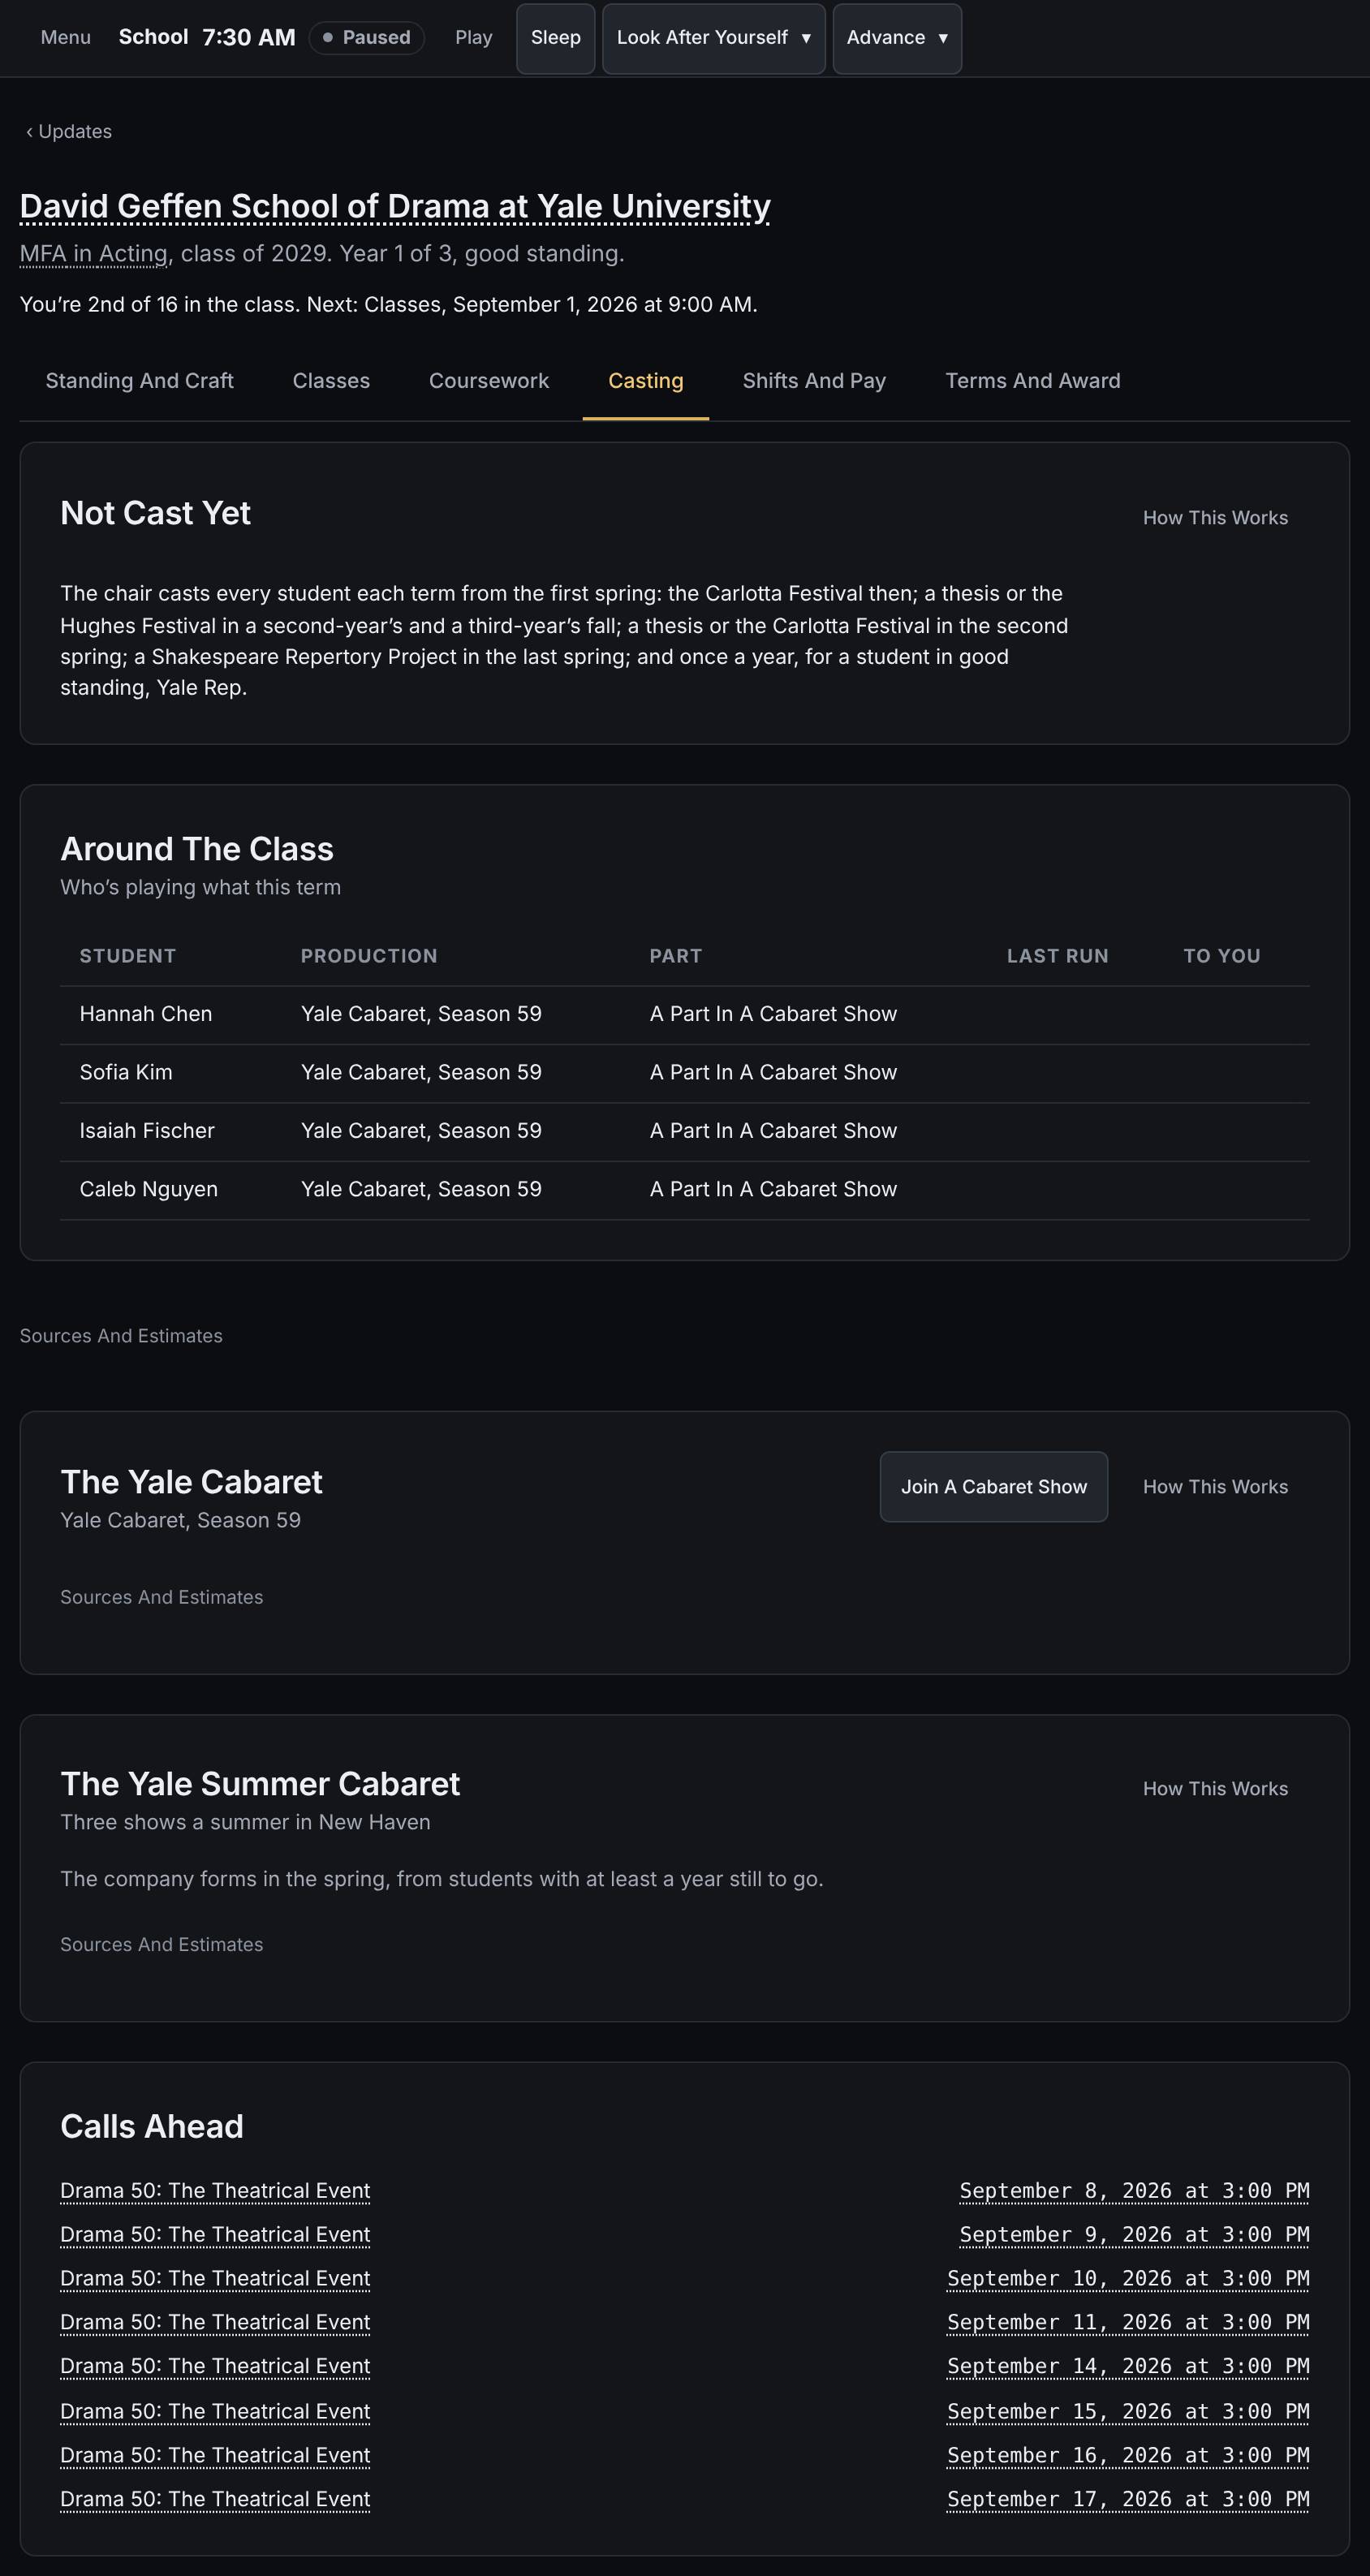 Menu School 7:30 AM Paused Play Sleep Look After Yourself ▾ Advance ▾
‹ Updates
David Geffen School of Drama at Yale University
MFA in Acting, class of 2029. Year 1 of 3, good standing.
You’re 2nd of 16 in the class. Next: Classes, September 1, 2026 at 9:00 AM.
Standing And Craft Classes Coursework Casting Shifts And Pay Terms And Award
Not Cast Yet How This Works
The chair casts every student each term from the first spring: the Carlotta Festival then; a thesis or the
Hughes Festival in a second-year’s and a third-year’s fall; a thesis or the Carlotta Festival in the second
spring; a Shakespeare Repertory Project in the last spring; and once a year, for a student in good
standing, Yale Rep.
Around The Class
Who’s playing what this term
STUDENT PRODUCTION PART LAST RUN TO YOU
Hannah Chen Yale Cabaret, Season 59 A Part In A Cabaret Show
Sofia Kim Yale Cabaret, Season 59 A Part In A Cabaret Show
Isaiah Fischer Yale Cabaret, Season 59 A Part In A Cabaret Show
Caleb Nguyen Yale Cabaret, Season 59 A Part In A Cabaret Show
Sources And Estimates
The Yale Cabaret Join A Cabaret Show How This Works
Yale Cabaret, Season 59
Sources And Estimates
The Yale Summer Cabaret How This Works
Three shows a summer in New Haven
The company forms in the spring, from students with at least a year still to go.
Sources And Estimates
Calls Ahead
Drama 50: The Theatrical Event September 8, 2026 at 3:00 PM
Drama 50: The Theatrical Event September 9, 2026 at 3:00 PM
Drama 50: The Theatrical Event September 10, 2026 at 3:00 PM
Drama 50: The Theatrical Event September 11, 2026 at 3:00 PM
Drama 50: The Theatrical Event September 14, 2026 at 3:00 PM
Drama 50: The Theatrical Event September 15, 2026 at 3:00 PM
Drama 50: The Theatrical Event September 16, 2026 at 3:00 PM
Drama 50: The Theatrical Event September 17, 2026 at 3:00 PM